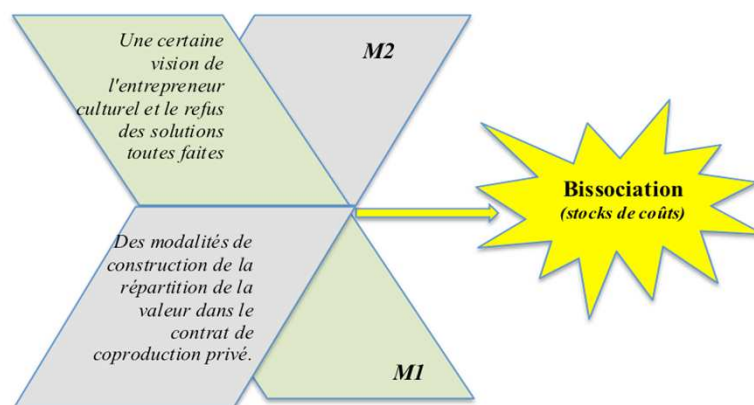 Une certaine
vision de
l'entrepreneur
culturel et le refus
des solutions
toutes faites
M2
Bissociation
(stocks de coûts)
Des modalités de
construction de la
répartition de la
valeur dans le
contrat de
coproduction privé.
M1